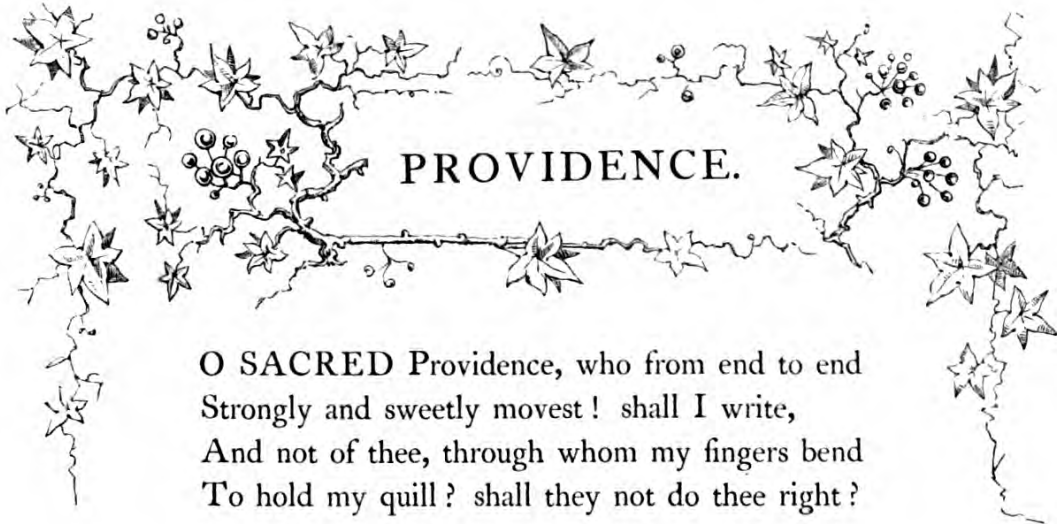 PROVIDENCE.
O SACRED Providence, who from end to end
Strongly and sweetly movest ! shall I write,
And not of thee, through whom my fingers bend
To hold my quill ? shall they not do thee right ?